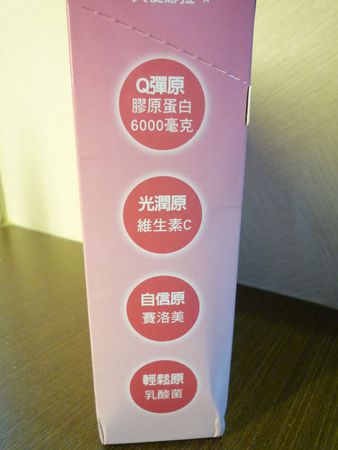 Q彈原
膠原蛋白
6000毫克
光潤原
維生素C
自信原
賽洛美
輕鬆原
乳酸菌